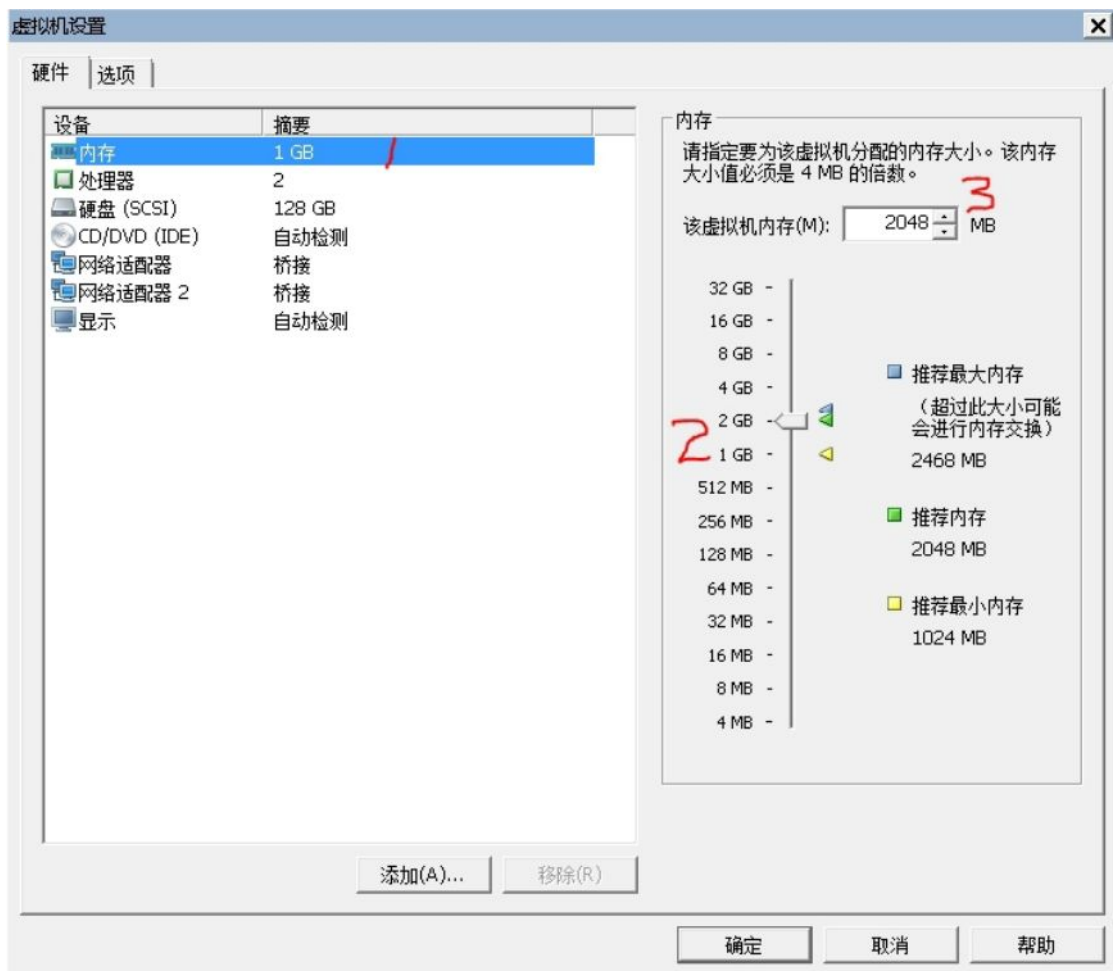 虚拟机设置
硬件 选项
设备 摘要
内存 1 GB 1
处理器 2
硬盘 (SCSI) 128 GB
CD/DVD (IDE) 自动检测
网络适配器 桥接
网络适配器 2 桥接
显示 自动检测
添加(A)... 移除(R)
内存
请指定要为该虚拟机分配的内存大小。该内存
大小值必须是 4 MB 的倍数。
3
该虚拟机内存(M): 2048 MB
32 GB
16 GB
8 GB
4 GB
2 GB
2
1 GB
512 MB
256 MB
128 MB
64 MB
32 MB
16 MB
8 MB
4 MB
推荐最大内存
（超过此大小可能
会进行内存交换）
2468 MB
推荐内存
2048 MB
推荐最小内存
1024 MB
确定 取消 帮助